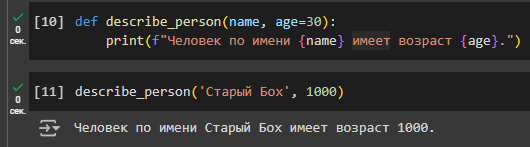 [10] def describe_person(name, age=30):
0
сек.
print(f"Человек по имени {name} имеет возраст {age}.")
[11] describe_person('Старый Бох', 1000)
0
сек.
Человек по имени Старый Бох имеет возраст 1000.